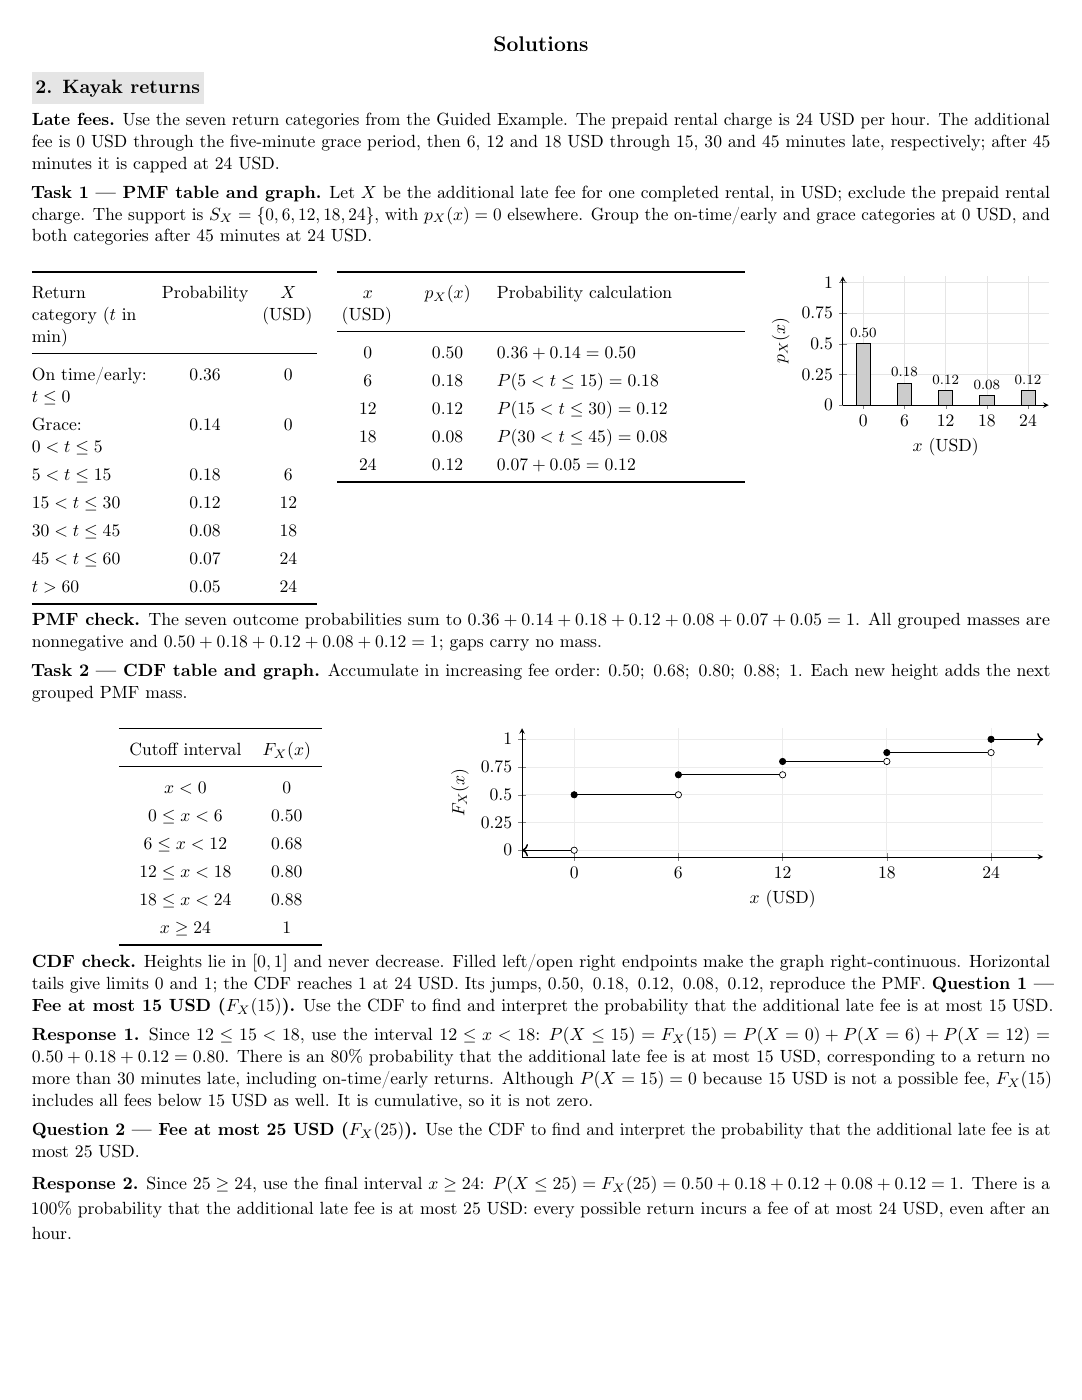 Solutions
2. Kayak returns
Late fees. Use the seven return categories from the Guided Example. The prepaid rental charge is 24 USD per hour. The additional
fee is 0 USD through the five-minute grace period, then 6, 12 and 18 USD through 15, 30 and 45 minutes late, respectively; after 45
minutes it is capped at 24 USD.
Task 1 — PMF table and graph. Let X be the additional late fee for one completed rental, in USD; exclude the prepaid rental
charge. The support is S_X = {0, 6, 12, 18, 24}, with p_X(x) = 0 elsewhere. Group the on-time/early and grace categories at 0 USD, and
both categories after 45 minutes at 24 USD.
Return Probability X
category (t in (USD)
min)
On time/early: 0.36 0
t ≤ 0
Grace: 0.14 0
0 < t ≤ 5
5 < t ≤ 15 0.18 6
15 < t ≤ 30 0.12 12
30 < t ≤ 45 0.08 18
45 < t ≤ 60 0.07 24
t > 60 0.05 24
x p_X(x) Probability calculation
(USD)
0 0.50 0.36 + 0.14 = 0.50
6 0.18 P(5 < t ≤ 15) = 0.18
12 0.12 P(15 < t ≤ 30) = 0.12
18 0.08 P(30 < t ≤ 45) = 0.08
24 0.12 0.07 + 0.05 = 0.12
p_X(x)
1
0.75
0.5
0.25
0
0.50 0.18 0.12 0.08 0.12
0 6 12 18 24
x (USD)
PMF check. The seven outcome probabilities sum to 0.36 + 0.14 + 0.18 + 0.12 + 0.08 + 0.07 + 0.05 = 1. All grouped masses are
nonnegative and 0.50 + 0.18 + 0.12 + 0.08 + 0.12 = 1; gaps carry no mass.
Task 2 — CDF table and graph. Accumulate in increasing fee order: 0.50; 0.68; 0.80; 0.88; 1. Each new height adds the next
grouped PMF mass.
Cutoff interval F_X(x)
x < 0 0
0 ≤ x < 6 0.50
6 ≤ x < 12 0.68
12 ≤ x < 18 0.80
18 ≤ x < 24 0.88
x ≥ 24 1
F_X(x)
1
0.75
0.5
0.25
0
0 6 12 18 24
x (USD)
CDF check. Heights lie in [0, 1] and never decrease. Filled left/open right endpoints make the graph right-continuous. Horizontal
tails give limits 0 and 1; the CDF reaches 1 at 24 USD. Its jumps, 0.50, 0.18, 0.12, 0.08, 0.12, reproduce the PMF. Question 1 —
Fee at most 15 USD (F_X(15)). Use the CDF to find and interpret the probability that the additional late fee is at most 15 USD.
Response 1. Since 12 ≤ 15 < 18, use the interval 12 ≤ x < 18: P(X ≤ 15) = F_X(15) = P(X = 0) + P(X = 6) + P(X = 12) =
0.50 + 0.18 + 0.12 = 0.80. There is an 80% probability that the additional late fee is at most 15 USD, corresponding to a return no
more than 30 minutes late, including on-time/early returns. Although P(X = 15) = 0 because 15 USD is not a possible fee, F_X(15)
includes all fees below 15 USD as well. It is cumulative, so it is not zero.
Question 2 — Fee at most 25 USD (F_X(25)). Use the CDF to find and interpret the probability that the additional late fee is at
most 25 USD.
Response 2. Since 25 ≥ 24, use the final interval x ≥ 24: P(X ≤ 25) = F_X(25) = 0.50 + 0.18 + 0.12 + 0.08 + 0.12 = 1. There is a
100% probability that the additional late fee is at most 25 USD: every possible return incurs a fee of at most 24 USD, even after an
hour.